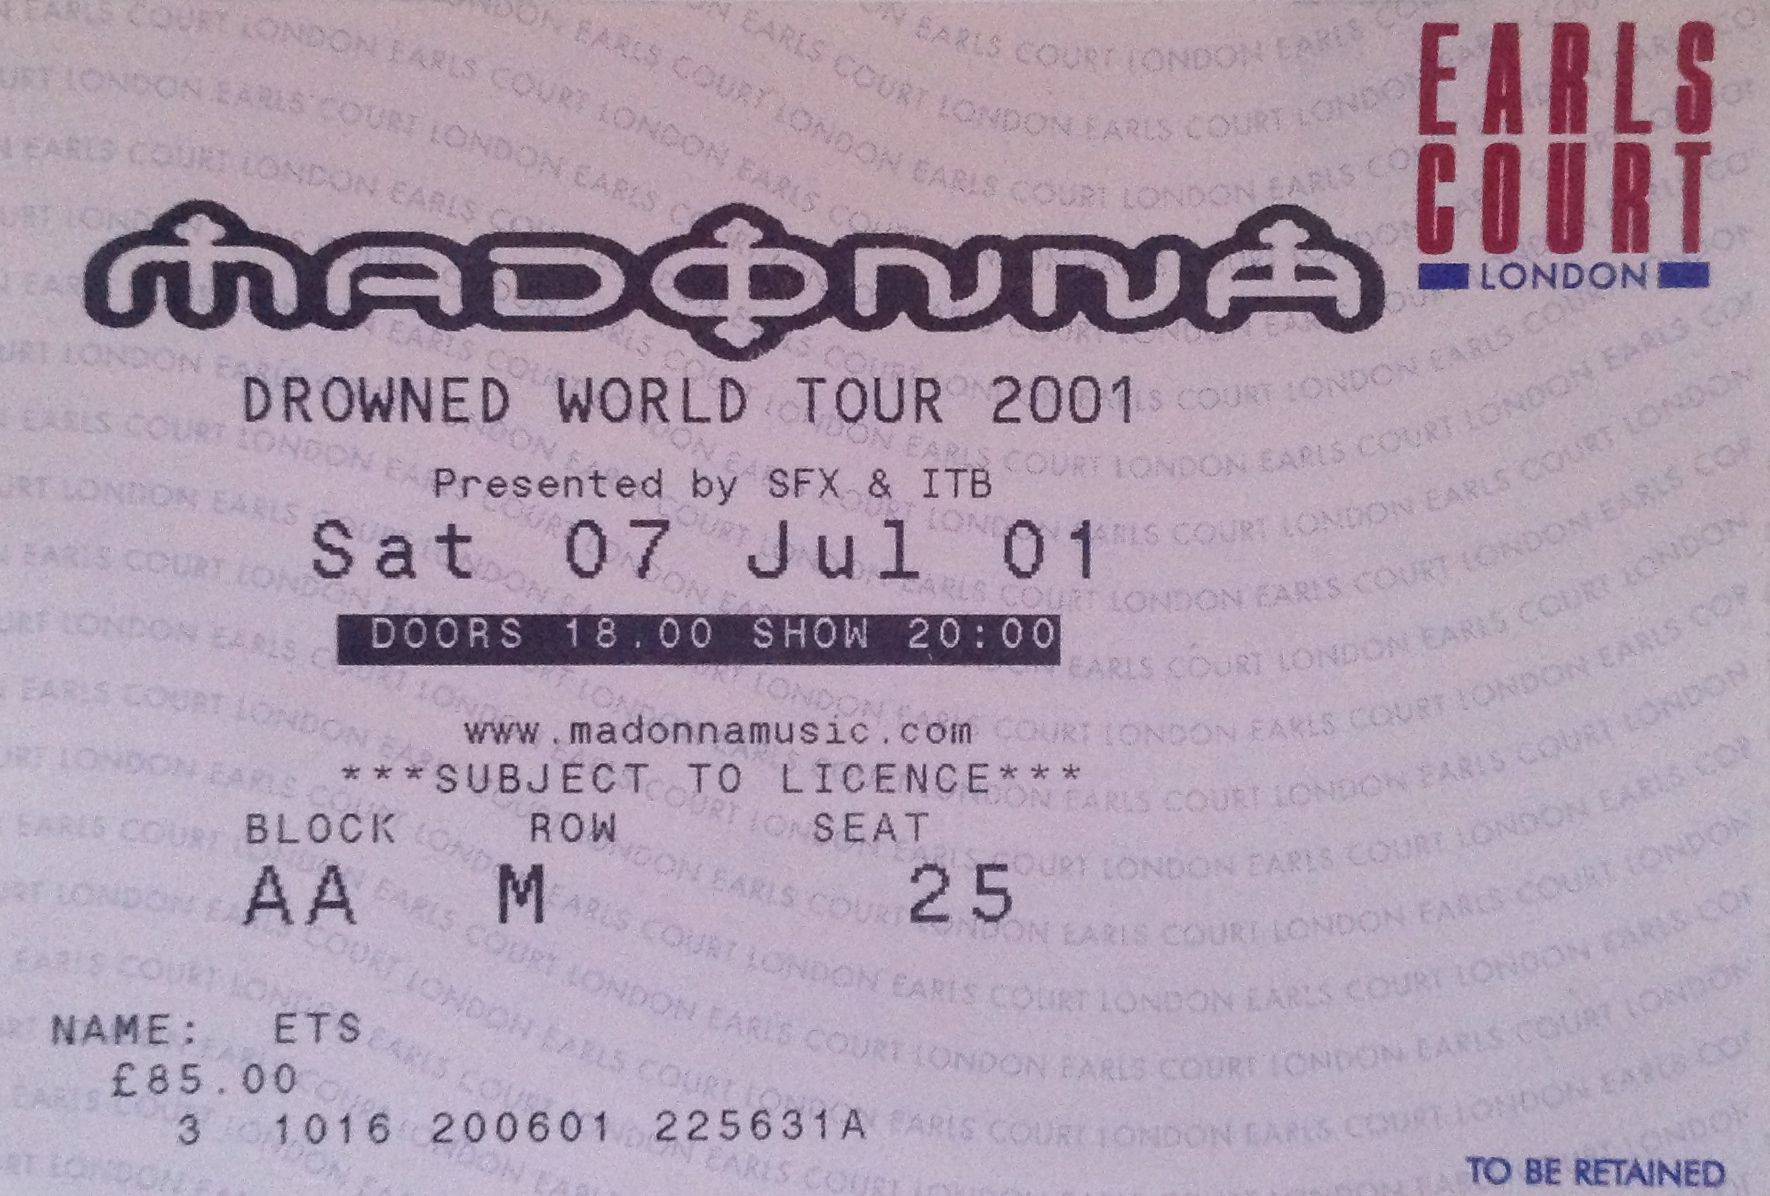 EARLS
COURT
LONDON
MADONNA
DROWNED WORLD TOUR 2001
Presented by SFX & ITB
Sat 07 Jul 01
DOORS 18.00 SHOW 20:00
www.madonnamusic.com
***SUBJECT TO LICENCE***
BLOCK ROW SEAT
AA M 25
NAME: ETS
£85.00
3 1016 200601 225631A
TO BE RETAINED